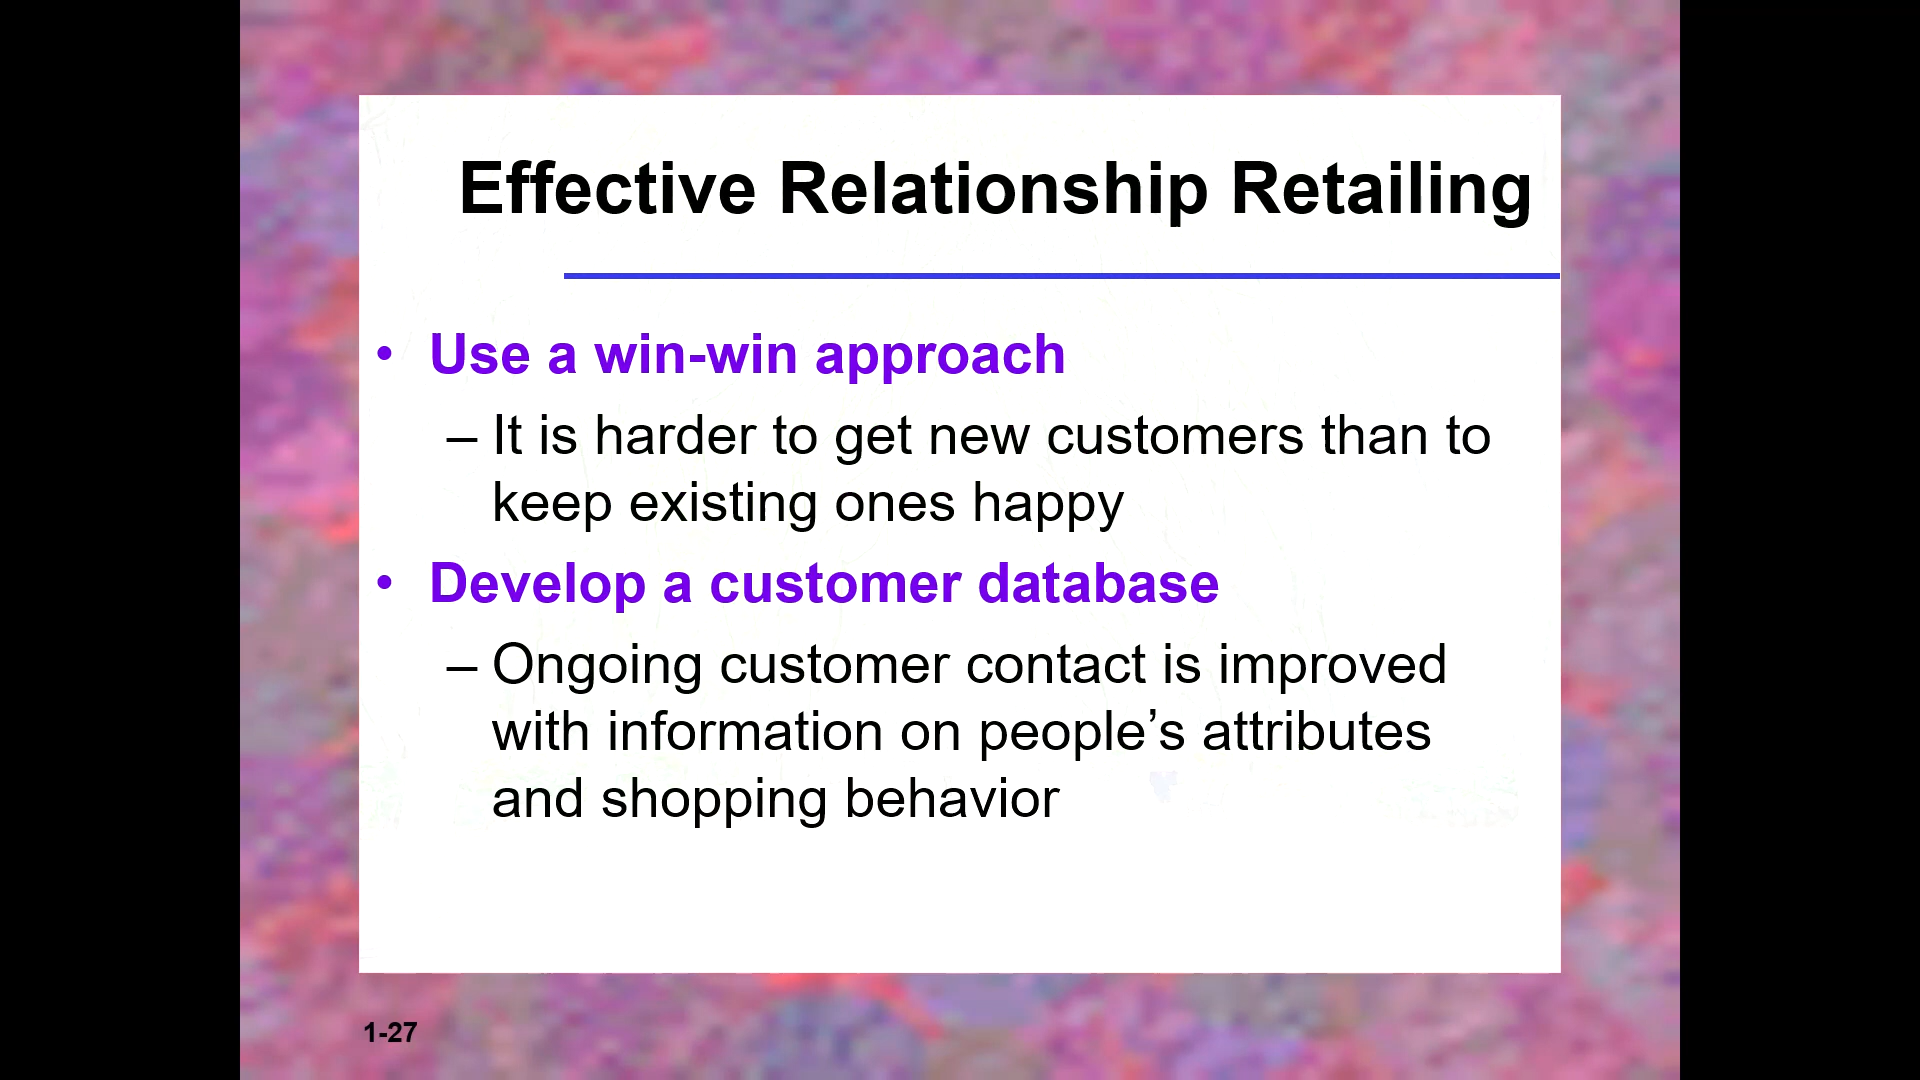 Effective Relationship Retailing
• Use a win-win approach
– It is harder to get new customers than to
keep existing ones happy
• Develop a customer database
– Ongoing customer contact is improved
with information on people’s attributes
and shopping behavior
1-27